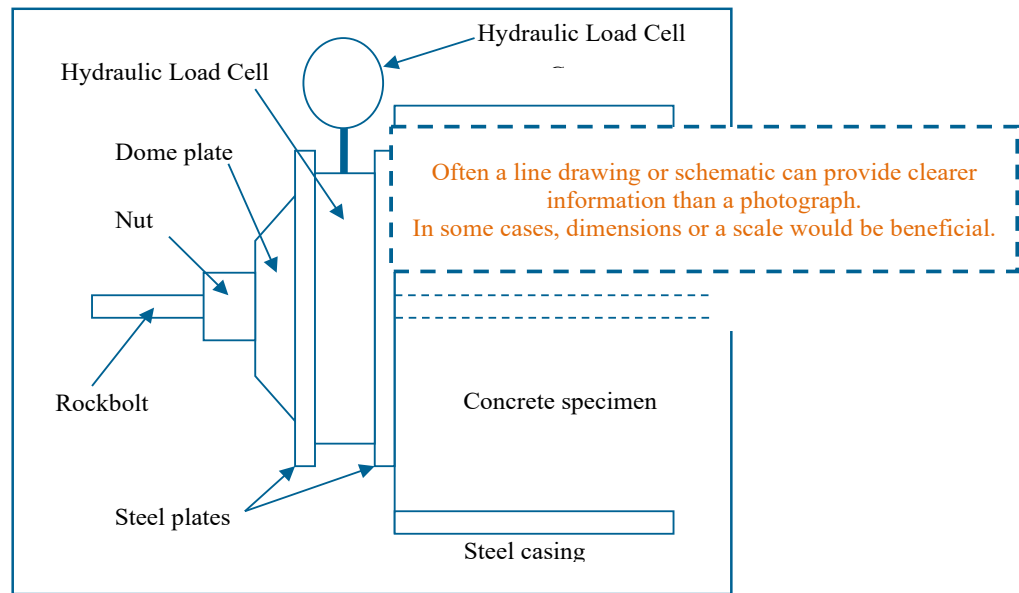 Hydraulic Load Cell
Hydraulic Load Cell
Dome plate
Often a line drawing or schematic can provide clearer
information than a photograph.
In some cases, dimensions or a scale would be beneficial.
Nut
Rockbolt
Concrete specimen
Steel plates
Steel casing